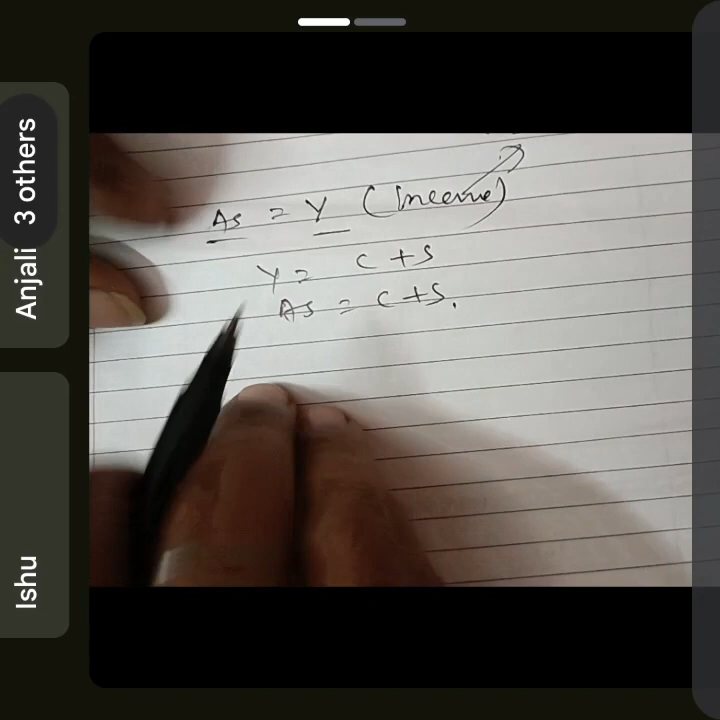 AS = Y (Income)
Y = C + S
AS = C + S.
Anjali 3 others
Ishu